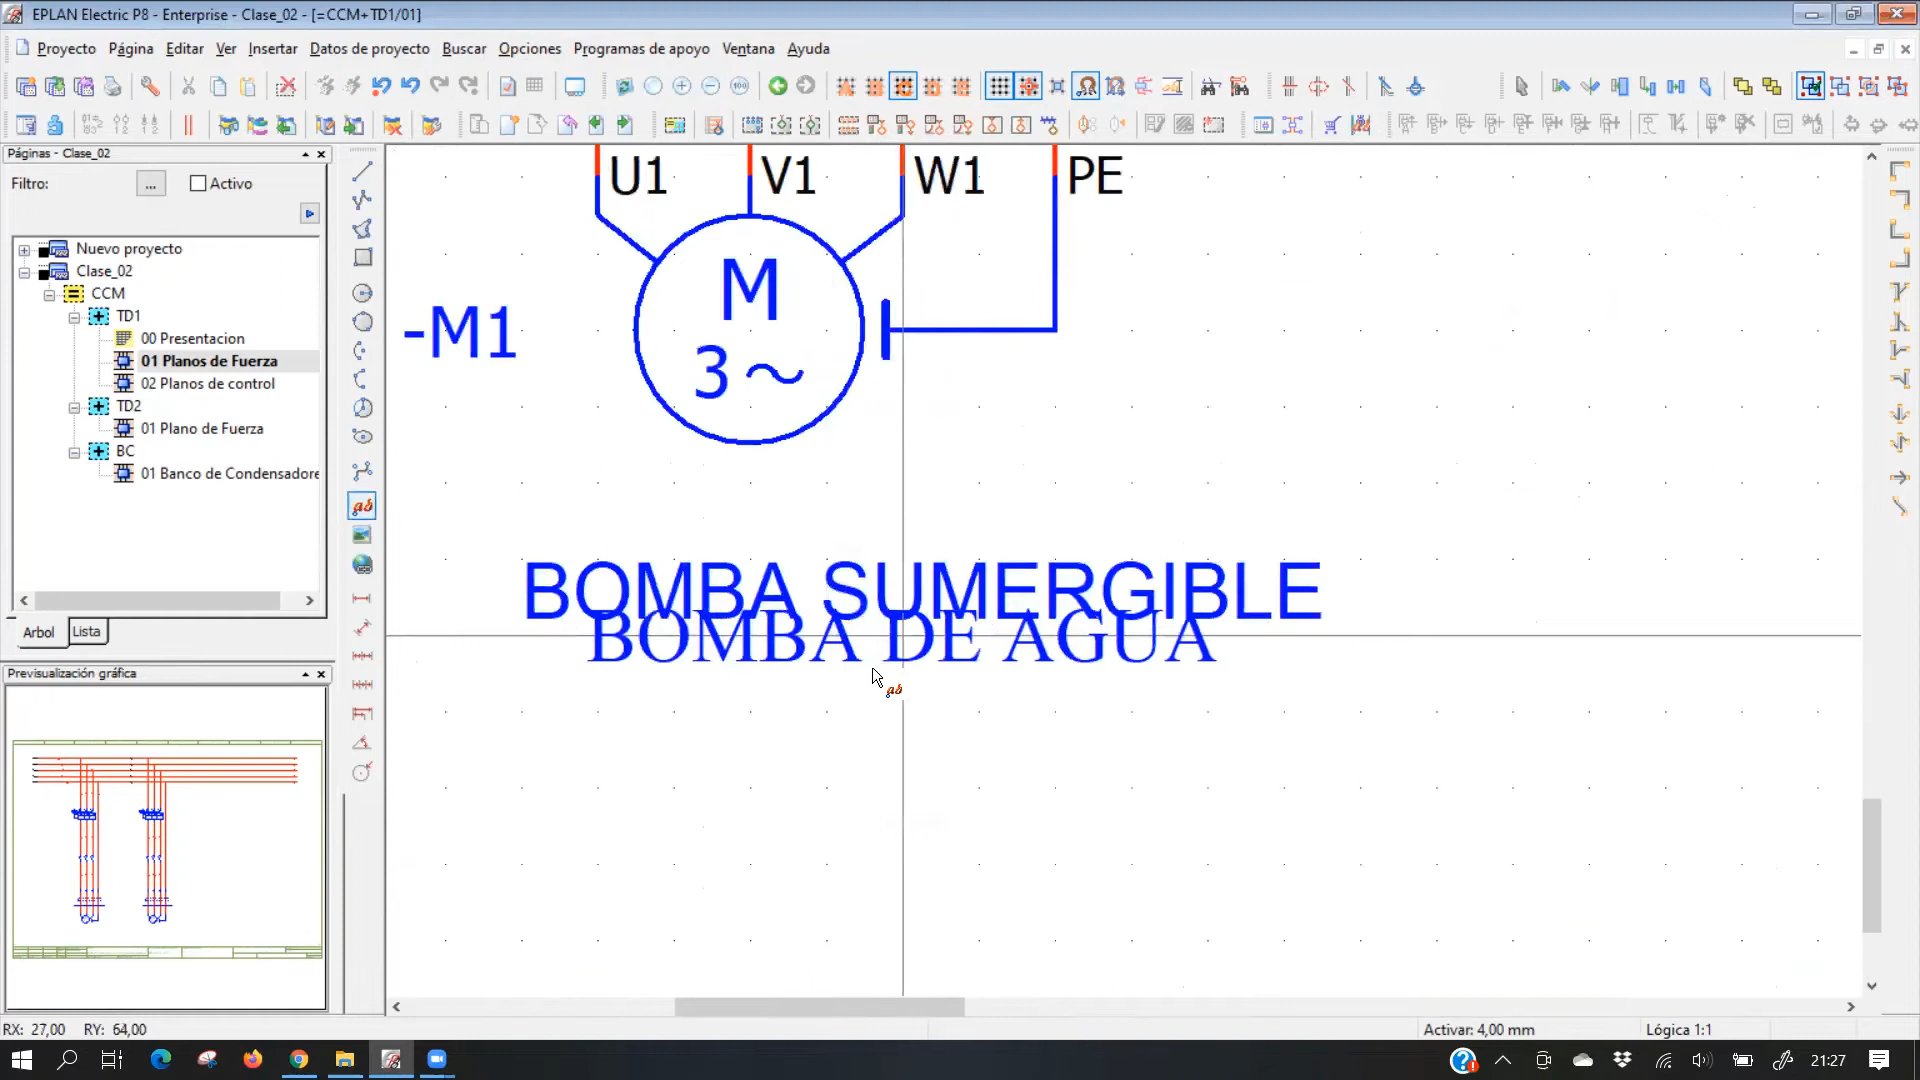 EPLAN Electric P8 - Enterprise - Clase_02 - [=CCM+TD1/01]
Proyecto Página Editar Ver Insertar Datos de proyecto Buscar Opciones Programas de apoyo Ventana Ayuda
Páginas - Clase_02
Filtro: ... Activo
Nuevo proyecto
Clase_02
CCM
TD1
00 Presentacion
01 Planos de Fuerza
02 Planos de control
TD2
01 Plano de Fuerza
BC
01 Banco de Condensadore
Arbol Lista
Previsualización gráfica
U1 V1 W1 PE
M
3
-M1
BOMBA SUMERGIBLE
BOMBA DE AGUA
ab
ab
RX: 27,00 RY: 64,00 Activar: 4,00 mm Lógica 1:1
21:27